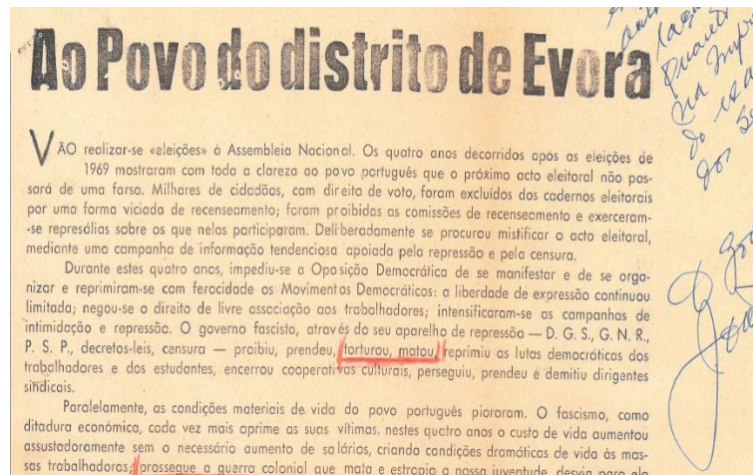 Ao Povo do distrito de Evora
VÃO realizar-se «eleições» à Assembleia Nacional. Os quatro anos decorridos apos as eleições de
1969 mostraram com toda a clareza ao povo português que o próximo acto eleitoral não pas-
sará de uma farsa. Milhares de cidadãos, com direito de voto, foram excluídos dos cadernos eleitorais
por uma forma viciada de recenseamento; foram proibidas as comissões de recenseamento e exerceram-
-se represálias sobre os que nelas participaram. Deliberadamente se procurou mistificar o acto eleitoral,
mediante uma campanha de informação tendenciosa apoiada pela repressão e pela censura.
Durante estes quatro anos, impediu-se a Oposição Democrática de se manifestar e de se orga-
nizar e reprimiram-se com ferocidade os Movimentos Democráticos: a liberdade de expressão continuou
limitada; negou-se o direito de livre associação aos trabalhadores; intensificaram-se as campanhas de
intimidação e repressão. O governo fascista, através do seu aparelho de repressão — D. G. S., G. N. R.,
P. S. P., decretos-leis, censura — proibiu, prendeu, torturou, matou, reprimiu as lutas democráticas dos
trabalhadores e dos estudantes, encerrou cooperativas culturais, perseguiu, prendeu e demitiu dirigentes
sindicais.
Paralelamente, as condições materiais de vida do povo português pioraram. O fascismo, como
ditadura económica, cada vez mais oprime as suas vítimas. nestes quatro anos o custo de vida aumentou
assustadoramente sem o necessário aumento de salários, criando condições dramáticas de vida às mas-
sas trabalhadoras; prossegue a guerra colonial que mata e estropia a nossa juventude, desvia para ela